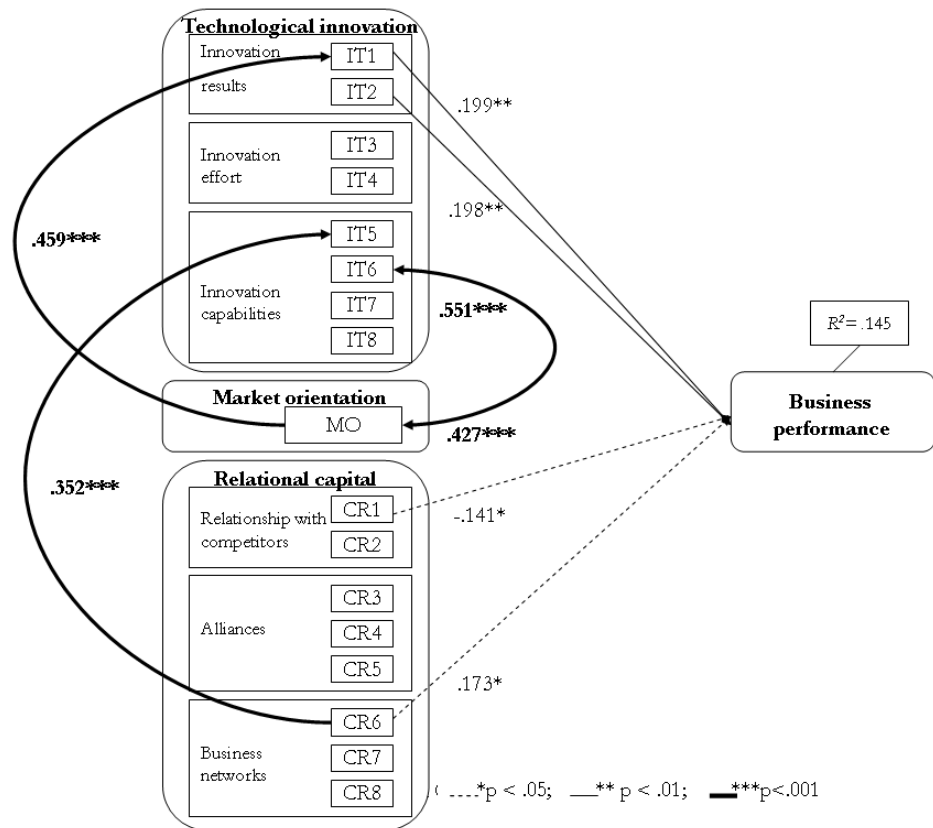 Technological innovation
Innovation
results
IT1
IT2
.199**
Innovation
effort
IT3
IT4
.198**
.459***
IT5
IT6
Innovation
capabilities
IT7
IT8
.551***
R²= .145
Market orientation
MO
.427***
Business
performance
.352***
Relational capital
Relationship with
competitors
CR1
CR2
-.141*
Alliances
CR3
CR4
CR5
.173*
Business
networks
CR6
CR7
CR8
*p < .05; ** p < .01; ***p<.001